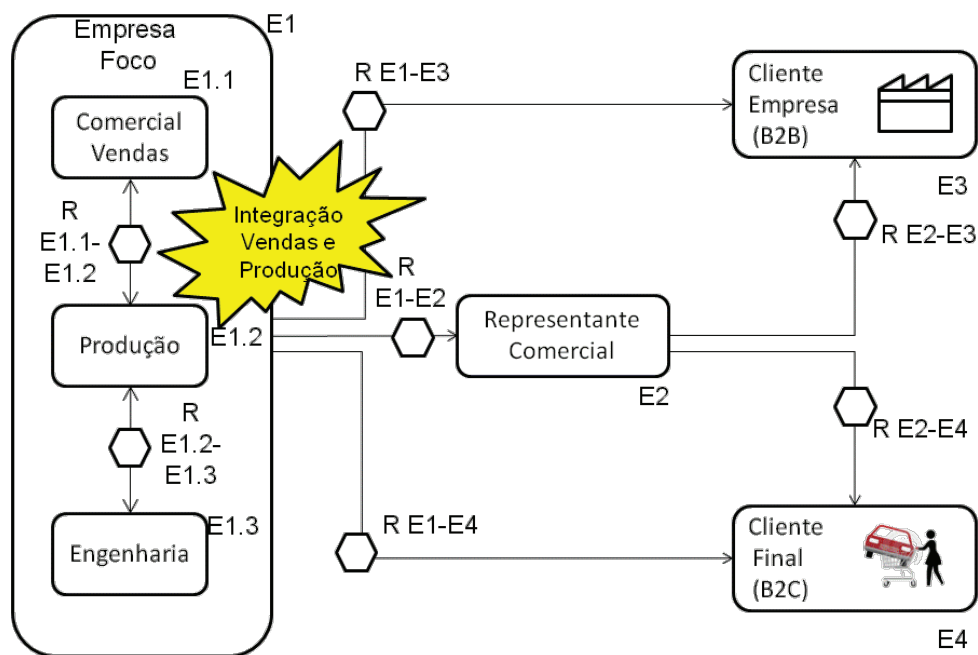 Empresa
Foco
E1
E1.1
Comercial
Vendas
R
E1.1-
E1.2
Produção
E1.2
R
E1.2-
E1.3
Engenharia
E1.3
Integração
Vendas e
Produção
R E1-E3
R
E1-E2
R E1-E4
Representante
Comercial
E2
Cliente
Empresa
(B2B)
E3
R E2-E3
R E2-E4
Cliente
Final
(B2C)
E4